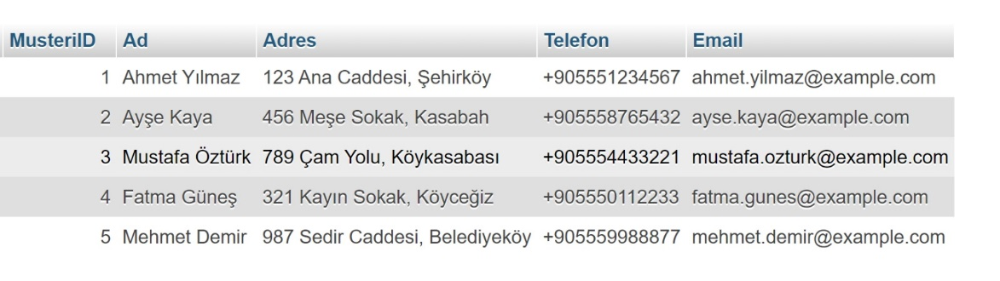 MusteriID Ad Adres Telefon Email
1 Ahmet Yılmaz 123 Ana Caddesi, Şehirköy +905551234567 ahmet.yilmaz@example.com
2 Ayşe Kaya 456 Meşe Sokak, Kasabah +905558765432 ayse.kaya@example.com
3 Mustafa Öztürk 789 Çam Yolu, Köykasabası +905554433221 mustafa.ozturk@example.com
4 Fatma Güneş 321 Kayın Sokak, Köyceğiz +905550112233 fatma.gunes@example.com
5 Mehmet Demir 987 Sedir Caddesi, Belediyeköy +905559988877 mehmet.demir@example.com